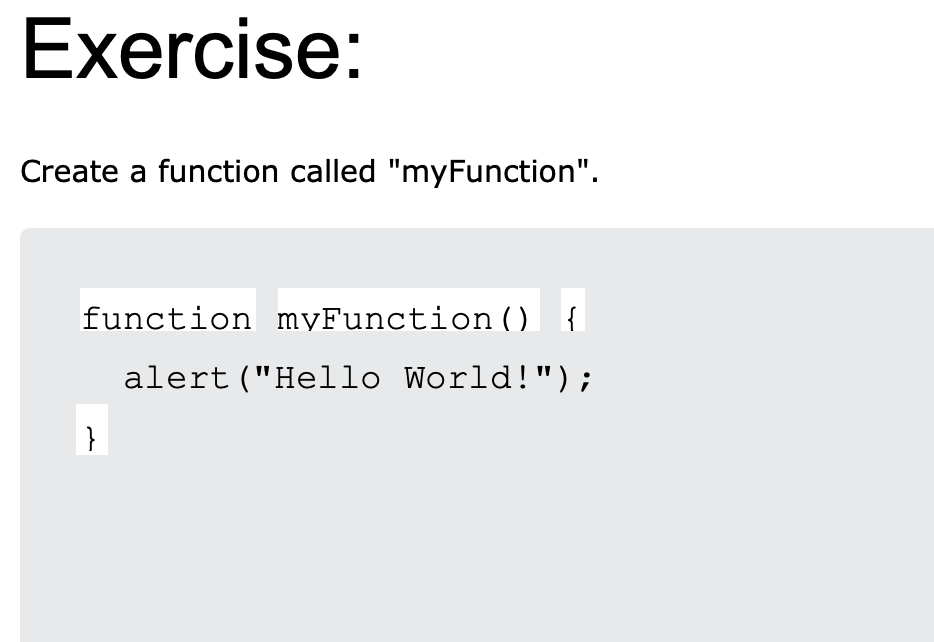 Exercise:
Create a function called "myFunction".
function myFunction() {
alert("Hello World!");
}